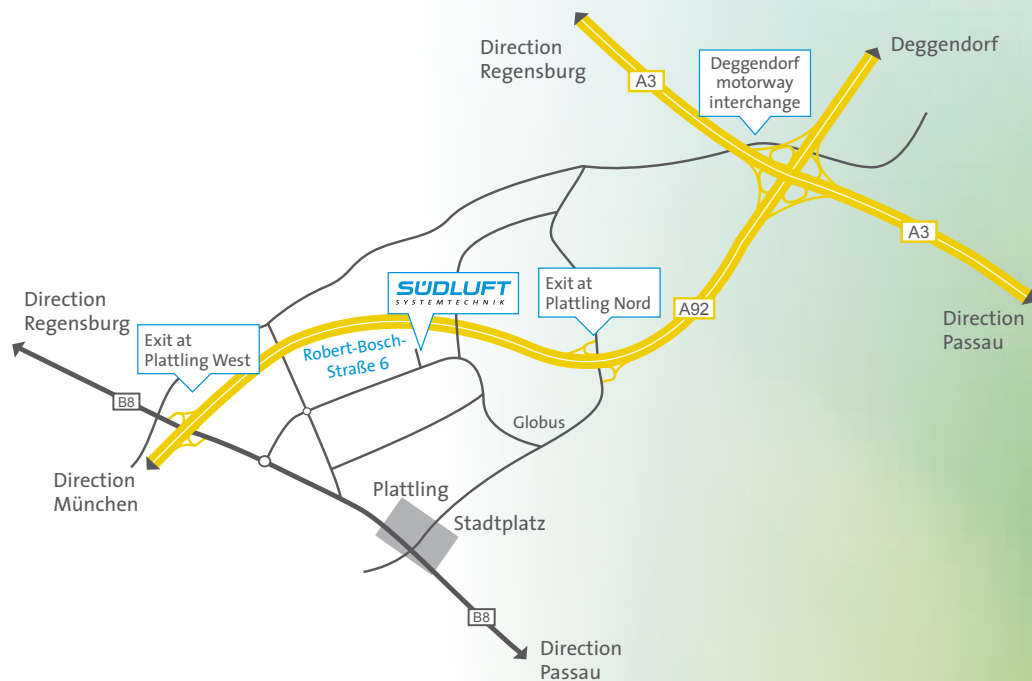 Direction
Regensburg
A3
Deggendorf
motorway
interchange
Deggendorf
A3
Direction
Passau
Direction
Regensburg
Exit at
Plattling West
SÜDLUFT
SYSTEMTECHNIK
Robert-Bosch-
Straße 6
Exit at
Plattling Nord
A92
B8
Globus
Direction
München
Plattling
Stadtplatz
B8
Direction
Passau